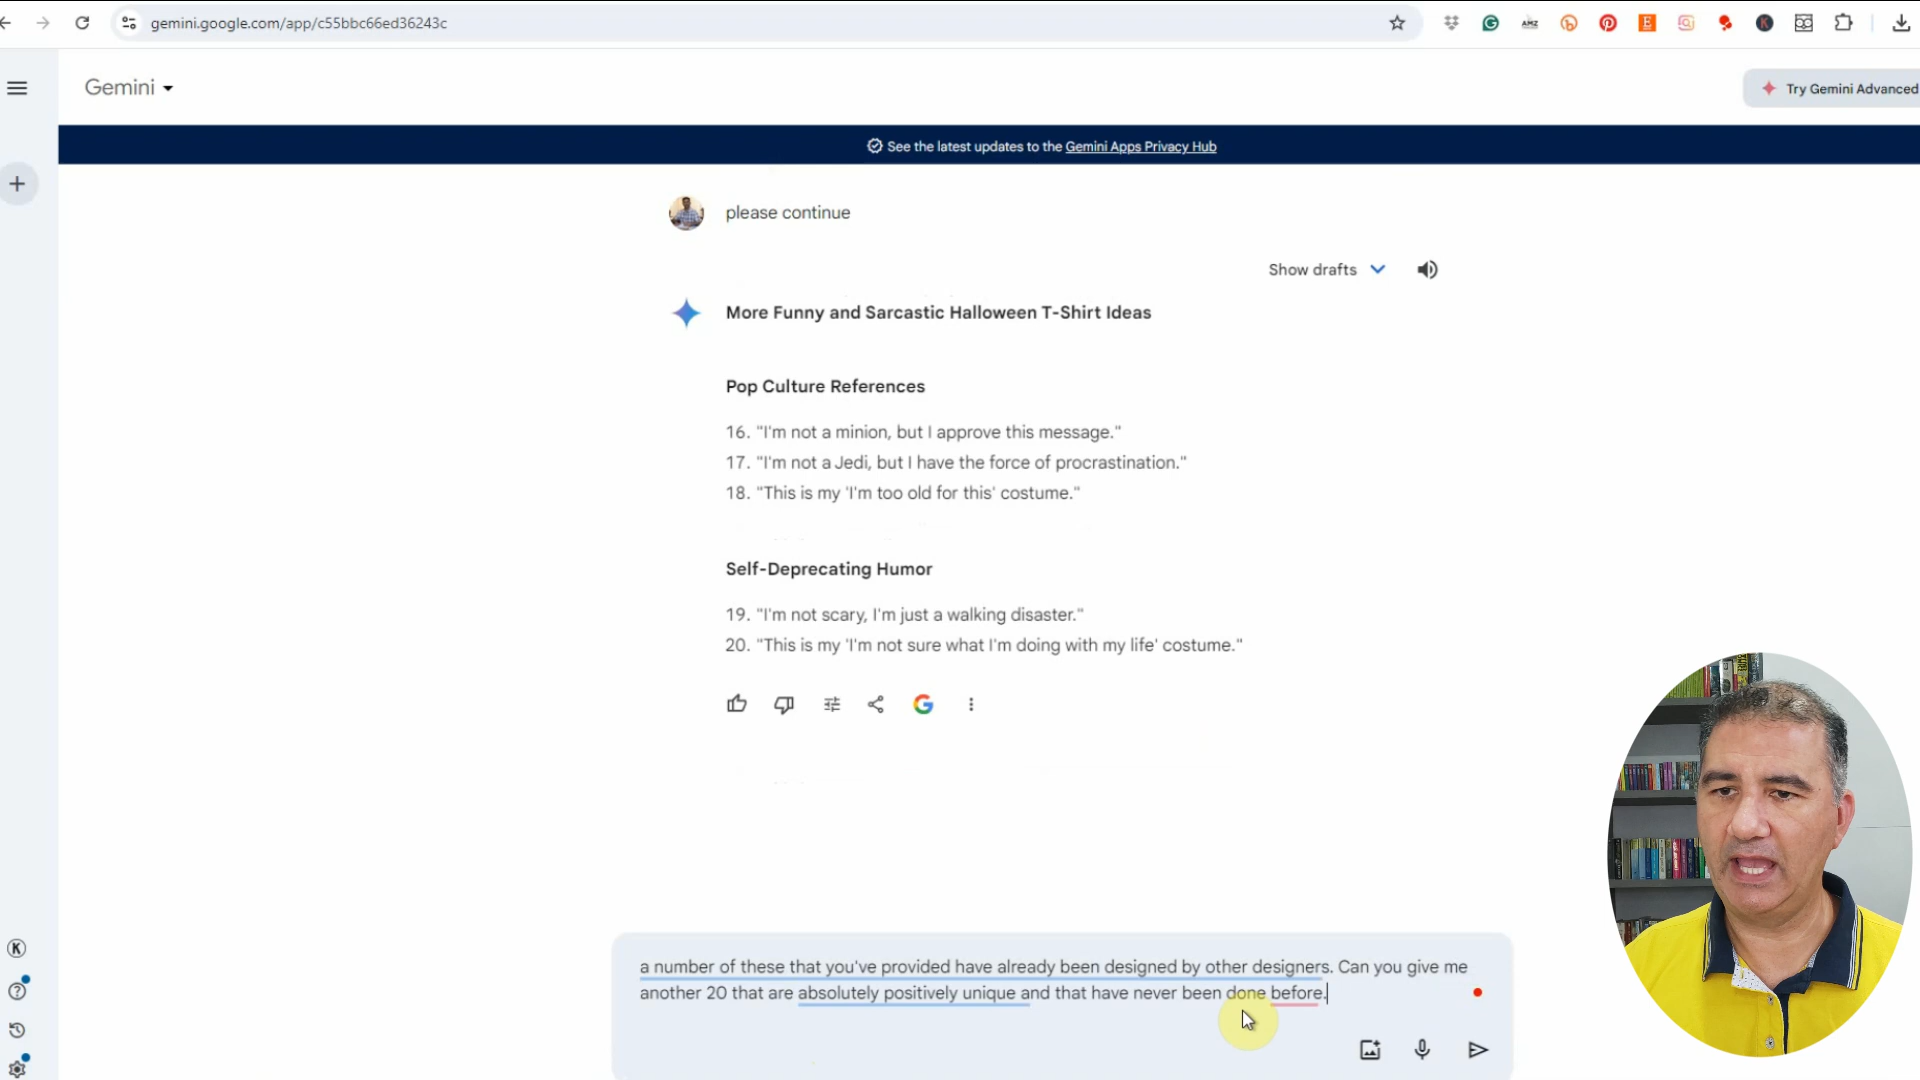 gemini.google.com/app/c55bbc66ed36243c
Gemini
Try Gemini Advanced
See the latest updates to the Gemini Apps Privacy Hub
please continue
Show drafts
More Funny and Sarcastic Halloween T-Shirt Ideas
Pop Culture References
16. "I'm not a minion, but I approve this message."
17. "I'm not a Jedi, but I have the force of procrastination."
18. "This is my 'I'm too old for this' costume."
Self-Deprecating Humor
19. "I'm not scary, I'm just a walking disaster."
20. "This is my 'I'm not sure what I'm doing with my life' costume."
a number of these that you've provided have already been designed by other designers. Can you give me
another 20 that are absolutely positively unique and that have never been done before.